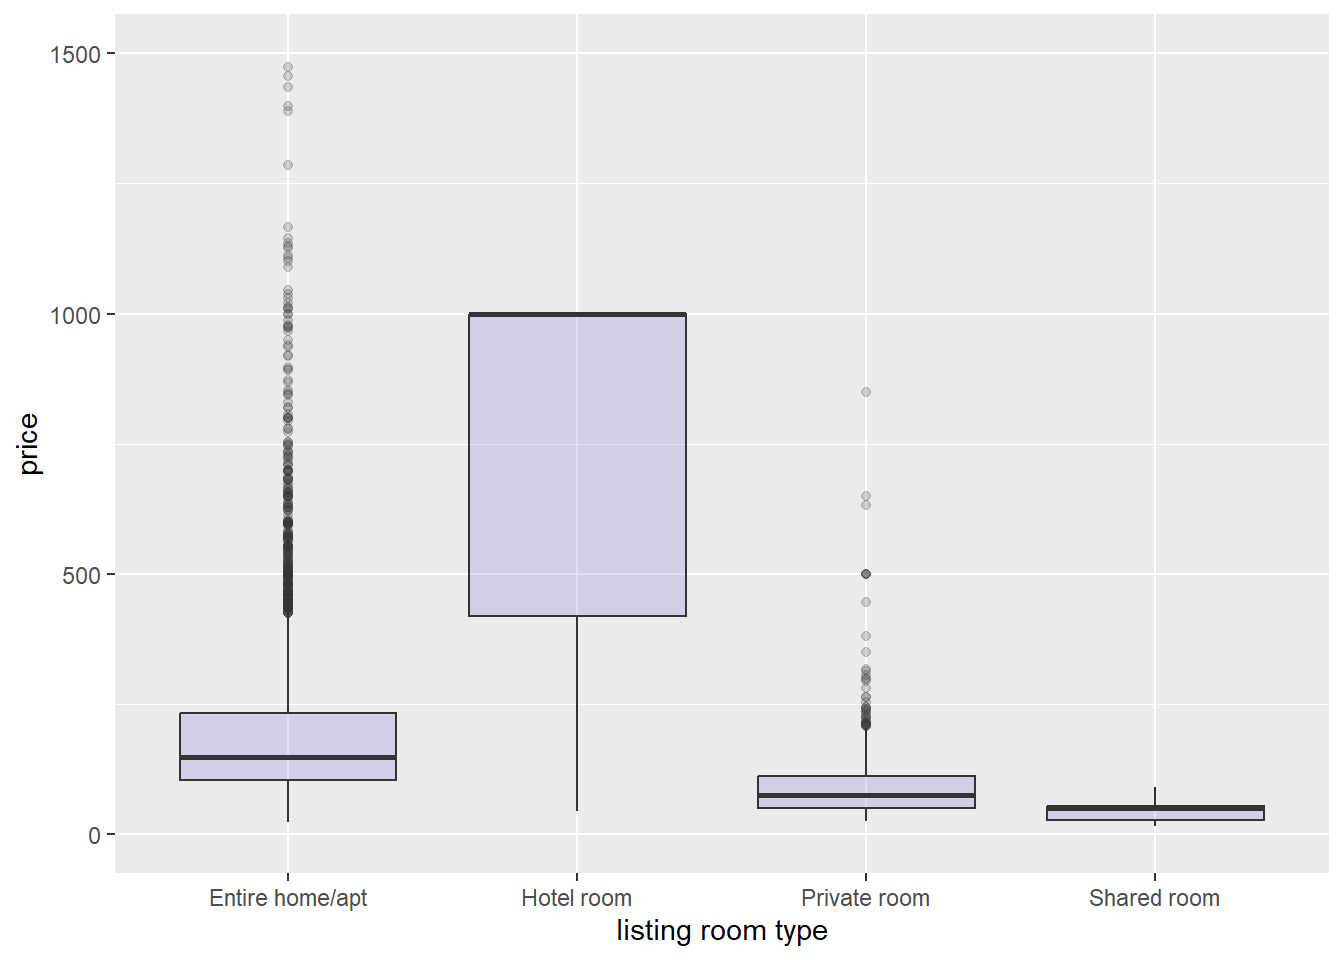 1500
1000
500
0
price
Entire home/apt
Hotel room
Private room
Shared room
listing room type